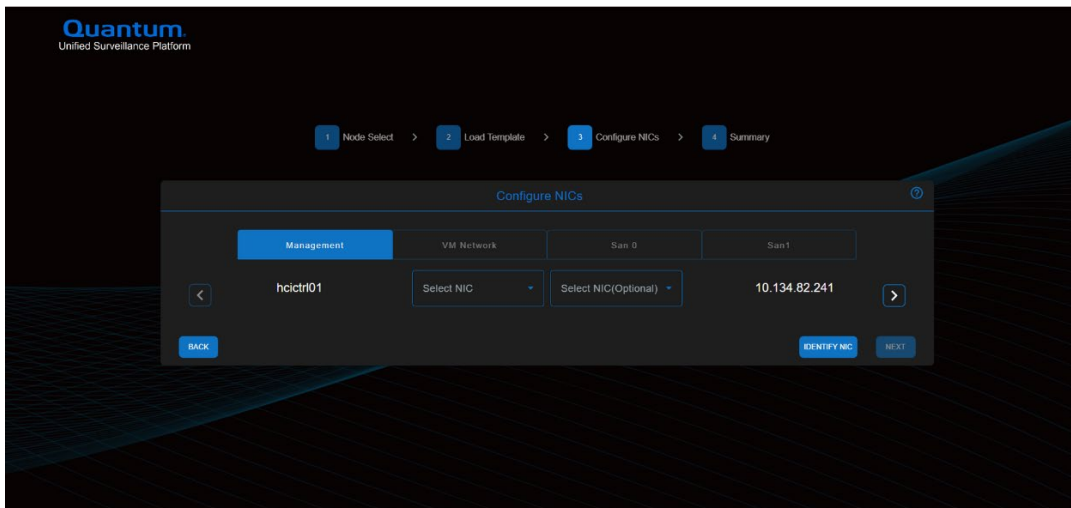 Quantum.
Unified Surveillance Platform
1 Node Select > 2 Load Template > 3 Configure NICs > 4 Summary
Configure NICs
Management VM Network San 0 San1
hcictrl01 Select NIC Select NIC(Optional) 10.134.82.241
BACK IDENTIFY NIC NEXT